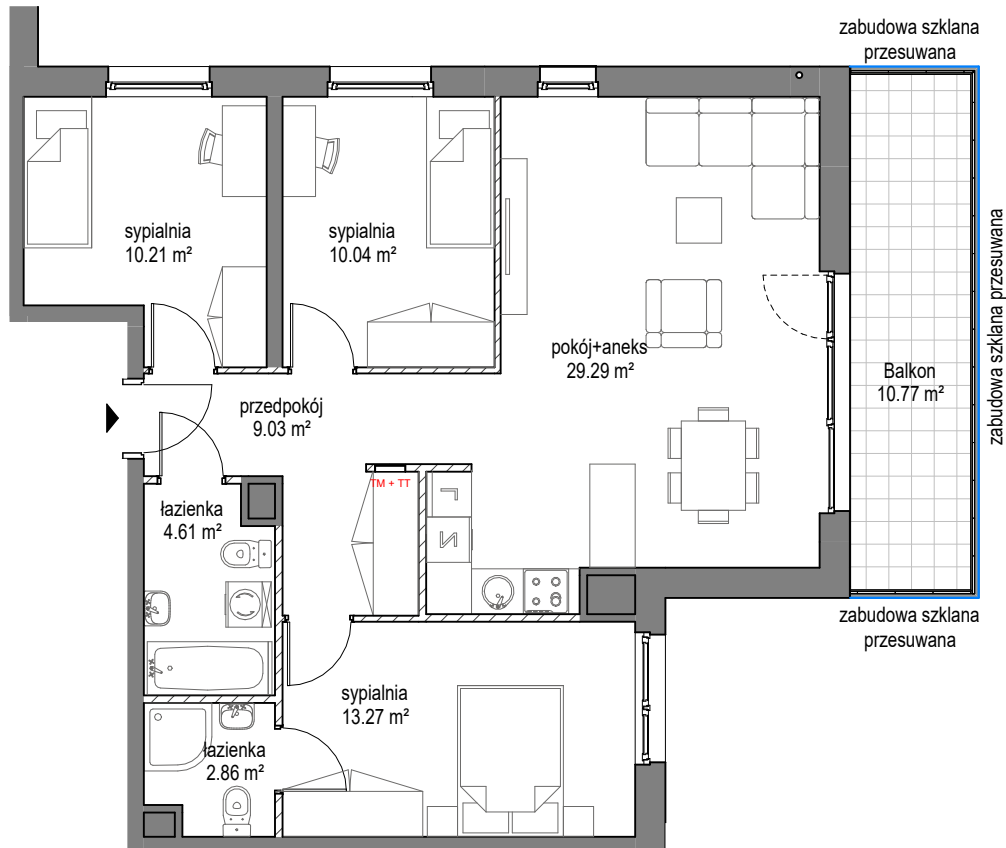 zabudowa szklana
przesuwana
sypialnia
10.21 m²
sypialnia
10.04 m²
pokój+aneks
29.29 m²
Balkon
10.77 m²
zabudowa szklana przesuwana
przedpokój
9.03 m²
TM + TT
łazienka
4.61 m²
L
Z
zabudowa szklana
przesuwana
sypialnia
13.27 m²
łazienka
2.86 m²